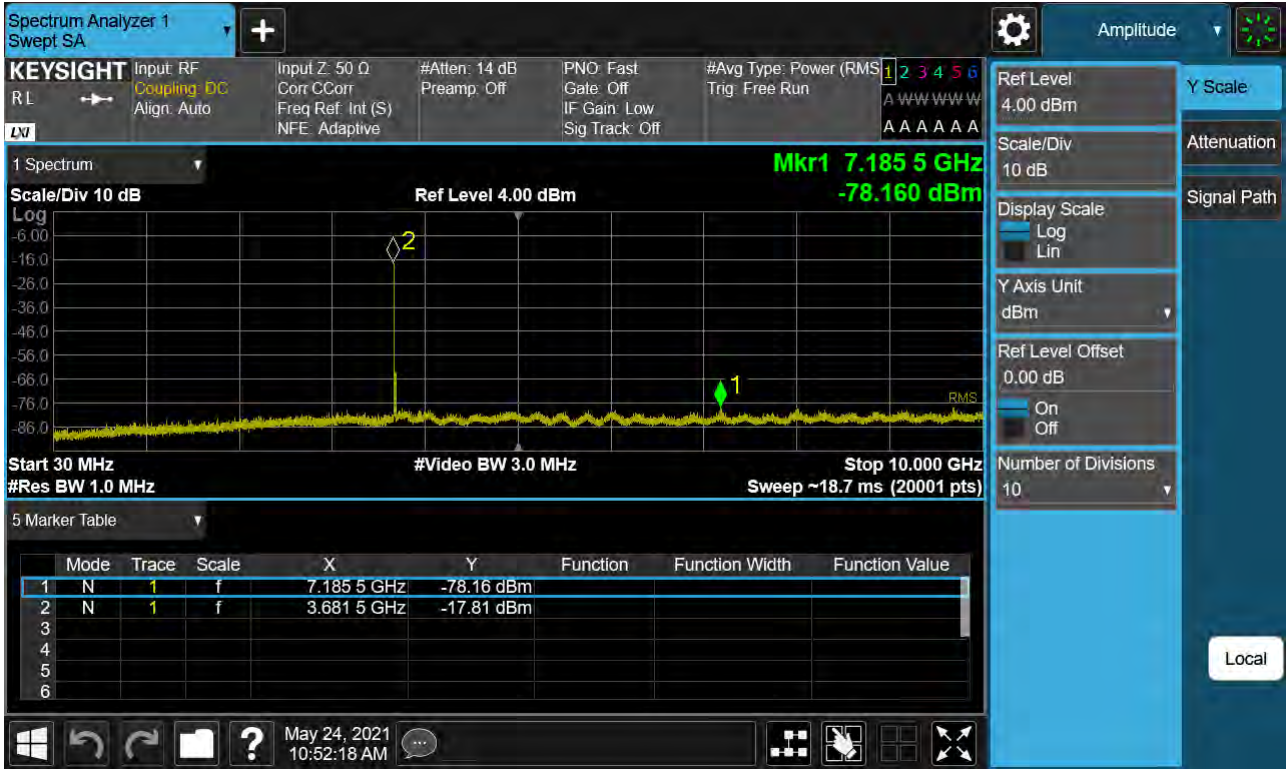 Spectrum Analyzer 1
Swept SA
Amplitude
KEYSIGHT
RL
LXI
Input: RF
Coupling: DC
Align: Auto
Input Z: 50 Ω
Corr CCorr
Freq Ref: Int (S)
NFE: Adaptive
#Atten: 14 dB
Preamp: Off
PNO: Fast
Gate: Off
IF Gain: Low
Sig Track: Off
#Avg Type: Power (RMS
Trig: Free Run
1 2 3 4 5 6
A W W W W W
A A A A A A
1 Spectrum
Mkr1 7.185 5 GHz
Scale/Div 10 dB
Ref Level 4.00 dBm
-78.160 dBm
Log
-6.00
-16.0
-26.0
-36.0
-46.0
-56.0
-66.0
-76.0
-86.0
2
1
RMS
Start 30 MHz
#Video BW 3.0 MHz
Stop 10.000 GHz
#Res BW 1.0 MHz
Sweep ~18.7 ms (20001 pts)
5 Marker Table
Mode Trace Scale X Y Function Function Width Function Value
1 N 1 f 7.185 5 GHz -78.16 dBm
2 N 1 f 3.681 5 GHz -17.81 dBm
3
4
5
6
Ref Level
4.00 dBm
Scale/Div
10 dB
Display Scale
Log
Lin
Y Axis Unit
dBm
Ref Level Offset
0.00 dB
On
Off
Number of Divisions
10
Y Scale
Attenuation
Signal Path
Local
?
May 24, 2021
10:52:18 AM